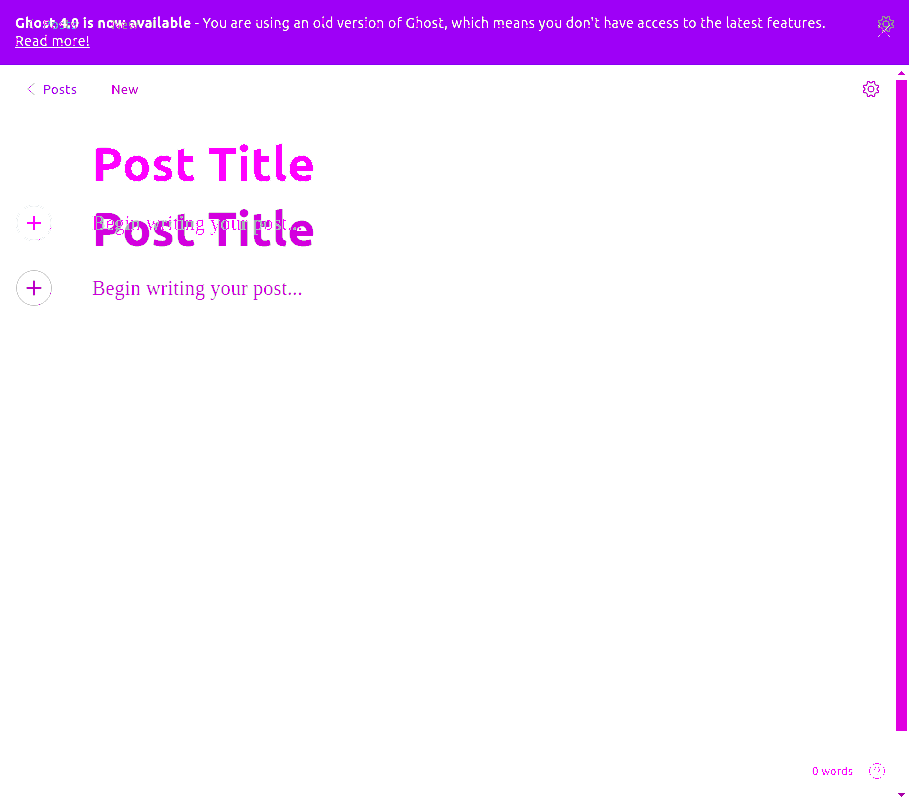 Ghost 4.0 is now available - You are using an old version of Ghost, which means you don't have access to the latest features.
Read more!
Posts New
Post Title
Begin writing your post...
Post Title
Begin writing your post...
0 words